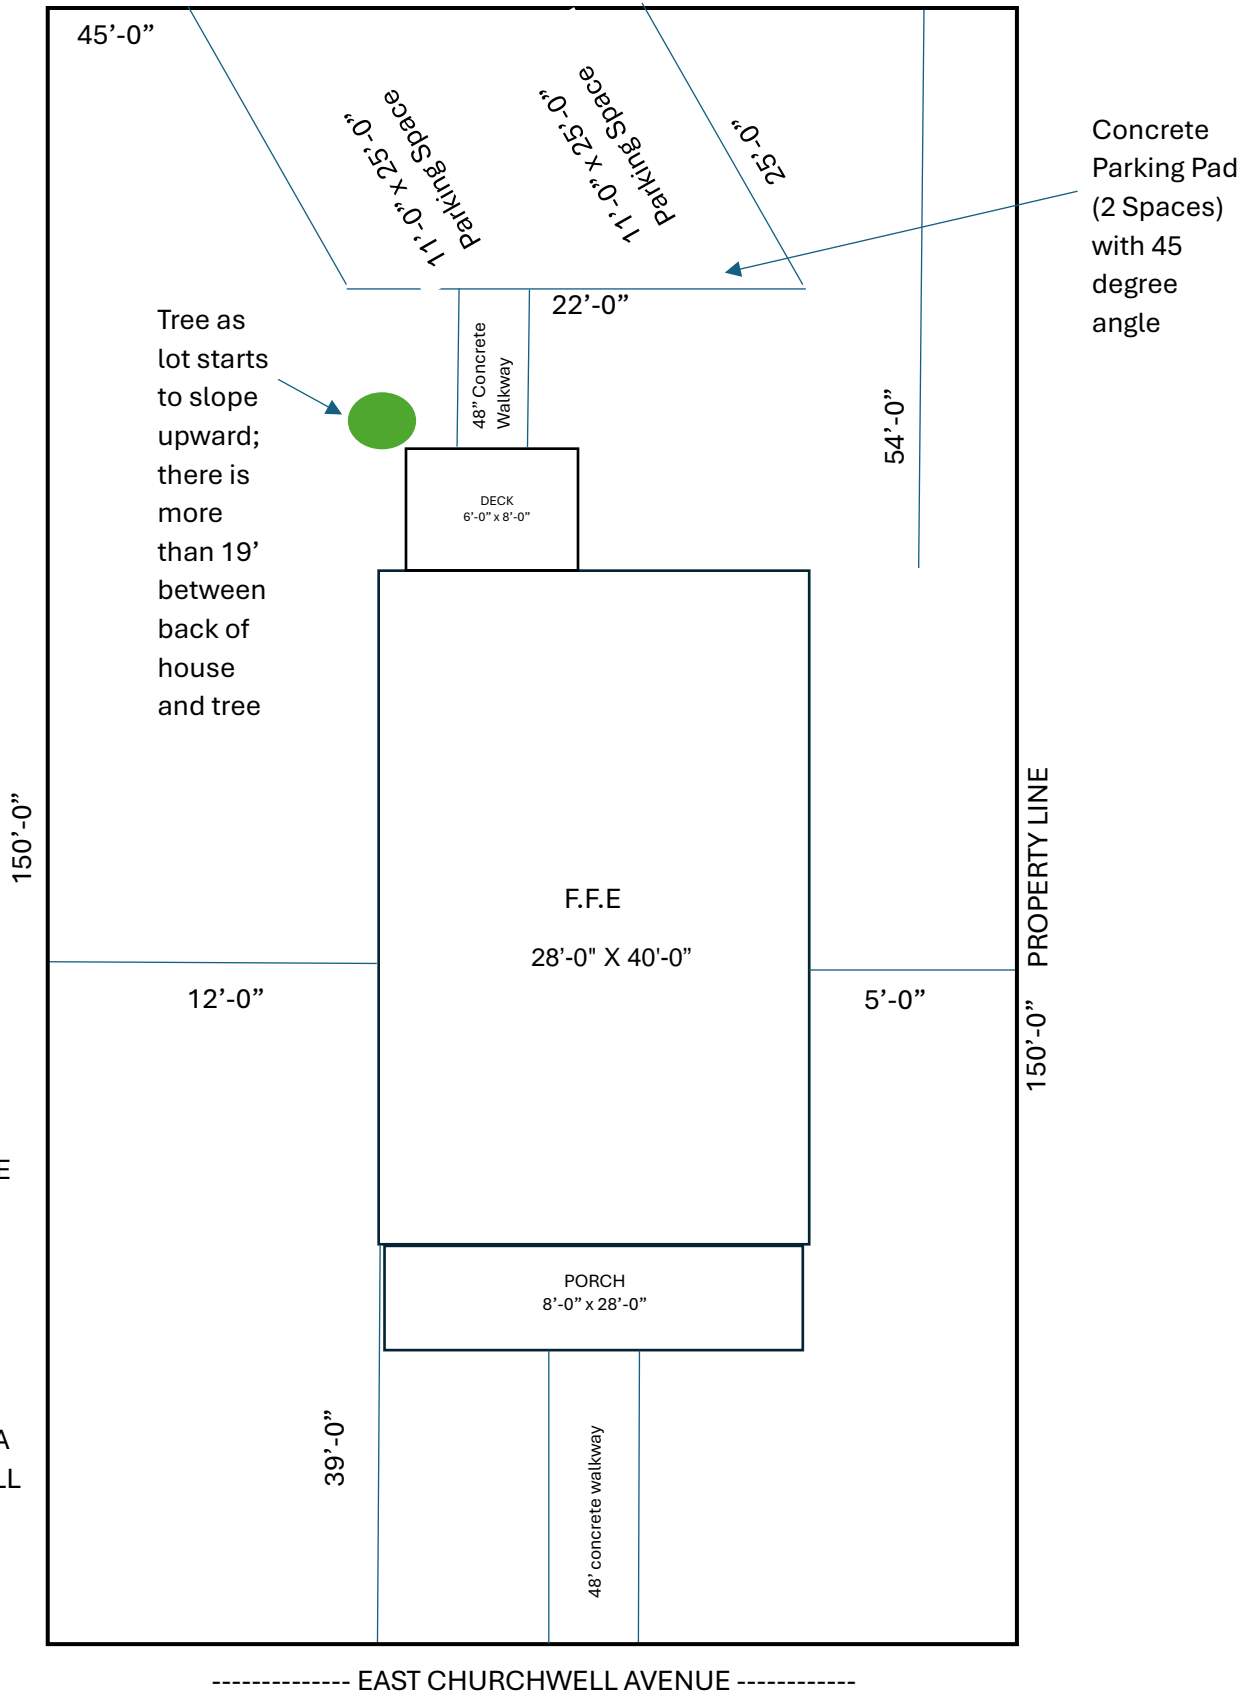 45’-0”
11’-0” x 25’-0”
Parking Space
11’-0” x 25’-0”
Parking Space
25’-0”
Concrete
Parking Pad
(2 Spaces)
with 45
degree
angle
22’-0”
Tree as
lot starts
to slope
upward;
there is
more
than 19’
between
back of
house
and tree
48” Concrete
Walkway
54’-0”
DECK
6’-0” x 8’-0”
150’-0”
PROPERTY LINE
F.F.E
28'-0" X 40'-0”
12’-0”
5’-0”
150’-0”
E
PORCH
8’-0” x 28’-0”
39’-0”
A
LL
48’ concrete walkway
-------------- EAST CHURCHWELL AVENUE ------------